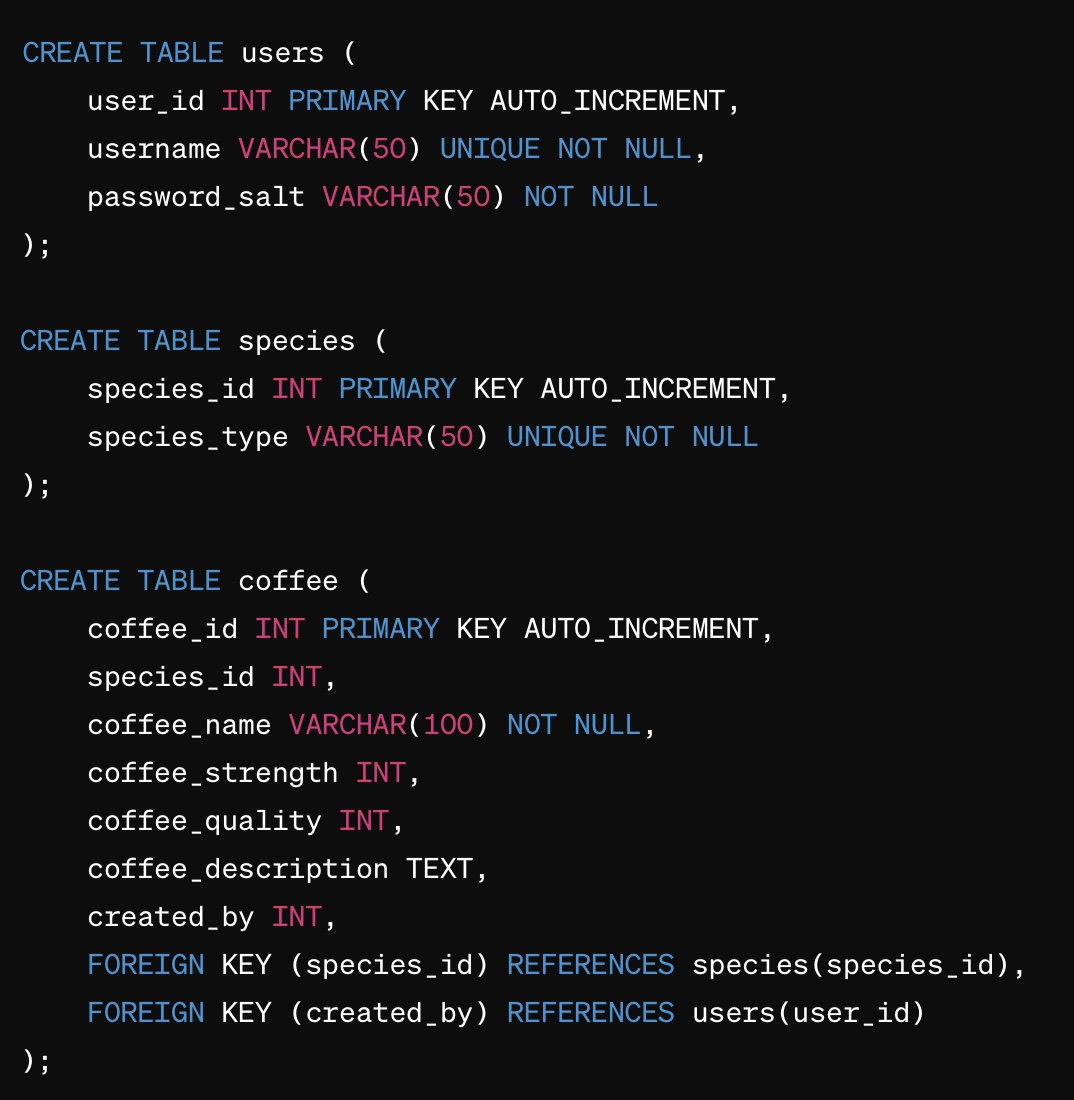 CREATE TABLE users (
    user_id INT PRIMARY KEY AUTO_INCREMENT,
    username VARCHAR(50) UNIQUE NOT NULL,
    password_salt VARCHAR(50) NOT NULL
);

CREATE TABLE species (
    species_id INT PRIMARY KEY AUTO_INCREMENT,
    species_type VARCHAR(50) UNIQUE NOT NULL
);

CREATE TABLE coffee (
    coffee_id INT PRIMARY KEY AUTO_INCREMENT,
    species_id INT,
    coffee_name VARCHAR(100) NOT NULL,
    coffee_strength INT,
    coffee_quality INT,
    coffee_description TEXT,
    created_by INT,
    FOREIGN KEY (species_id) REFERENCES species(species_id),
    FOREIGN KEY (created_by) REFERENCES users(user_id)
);